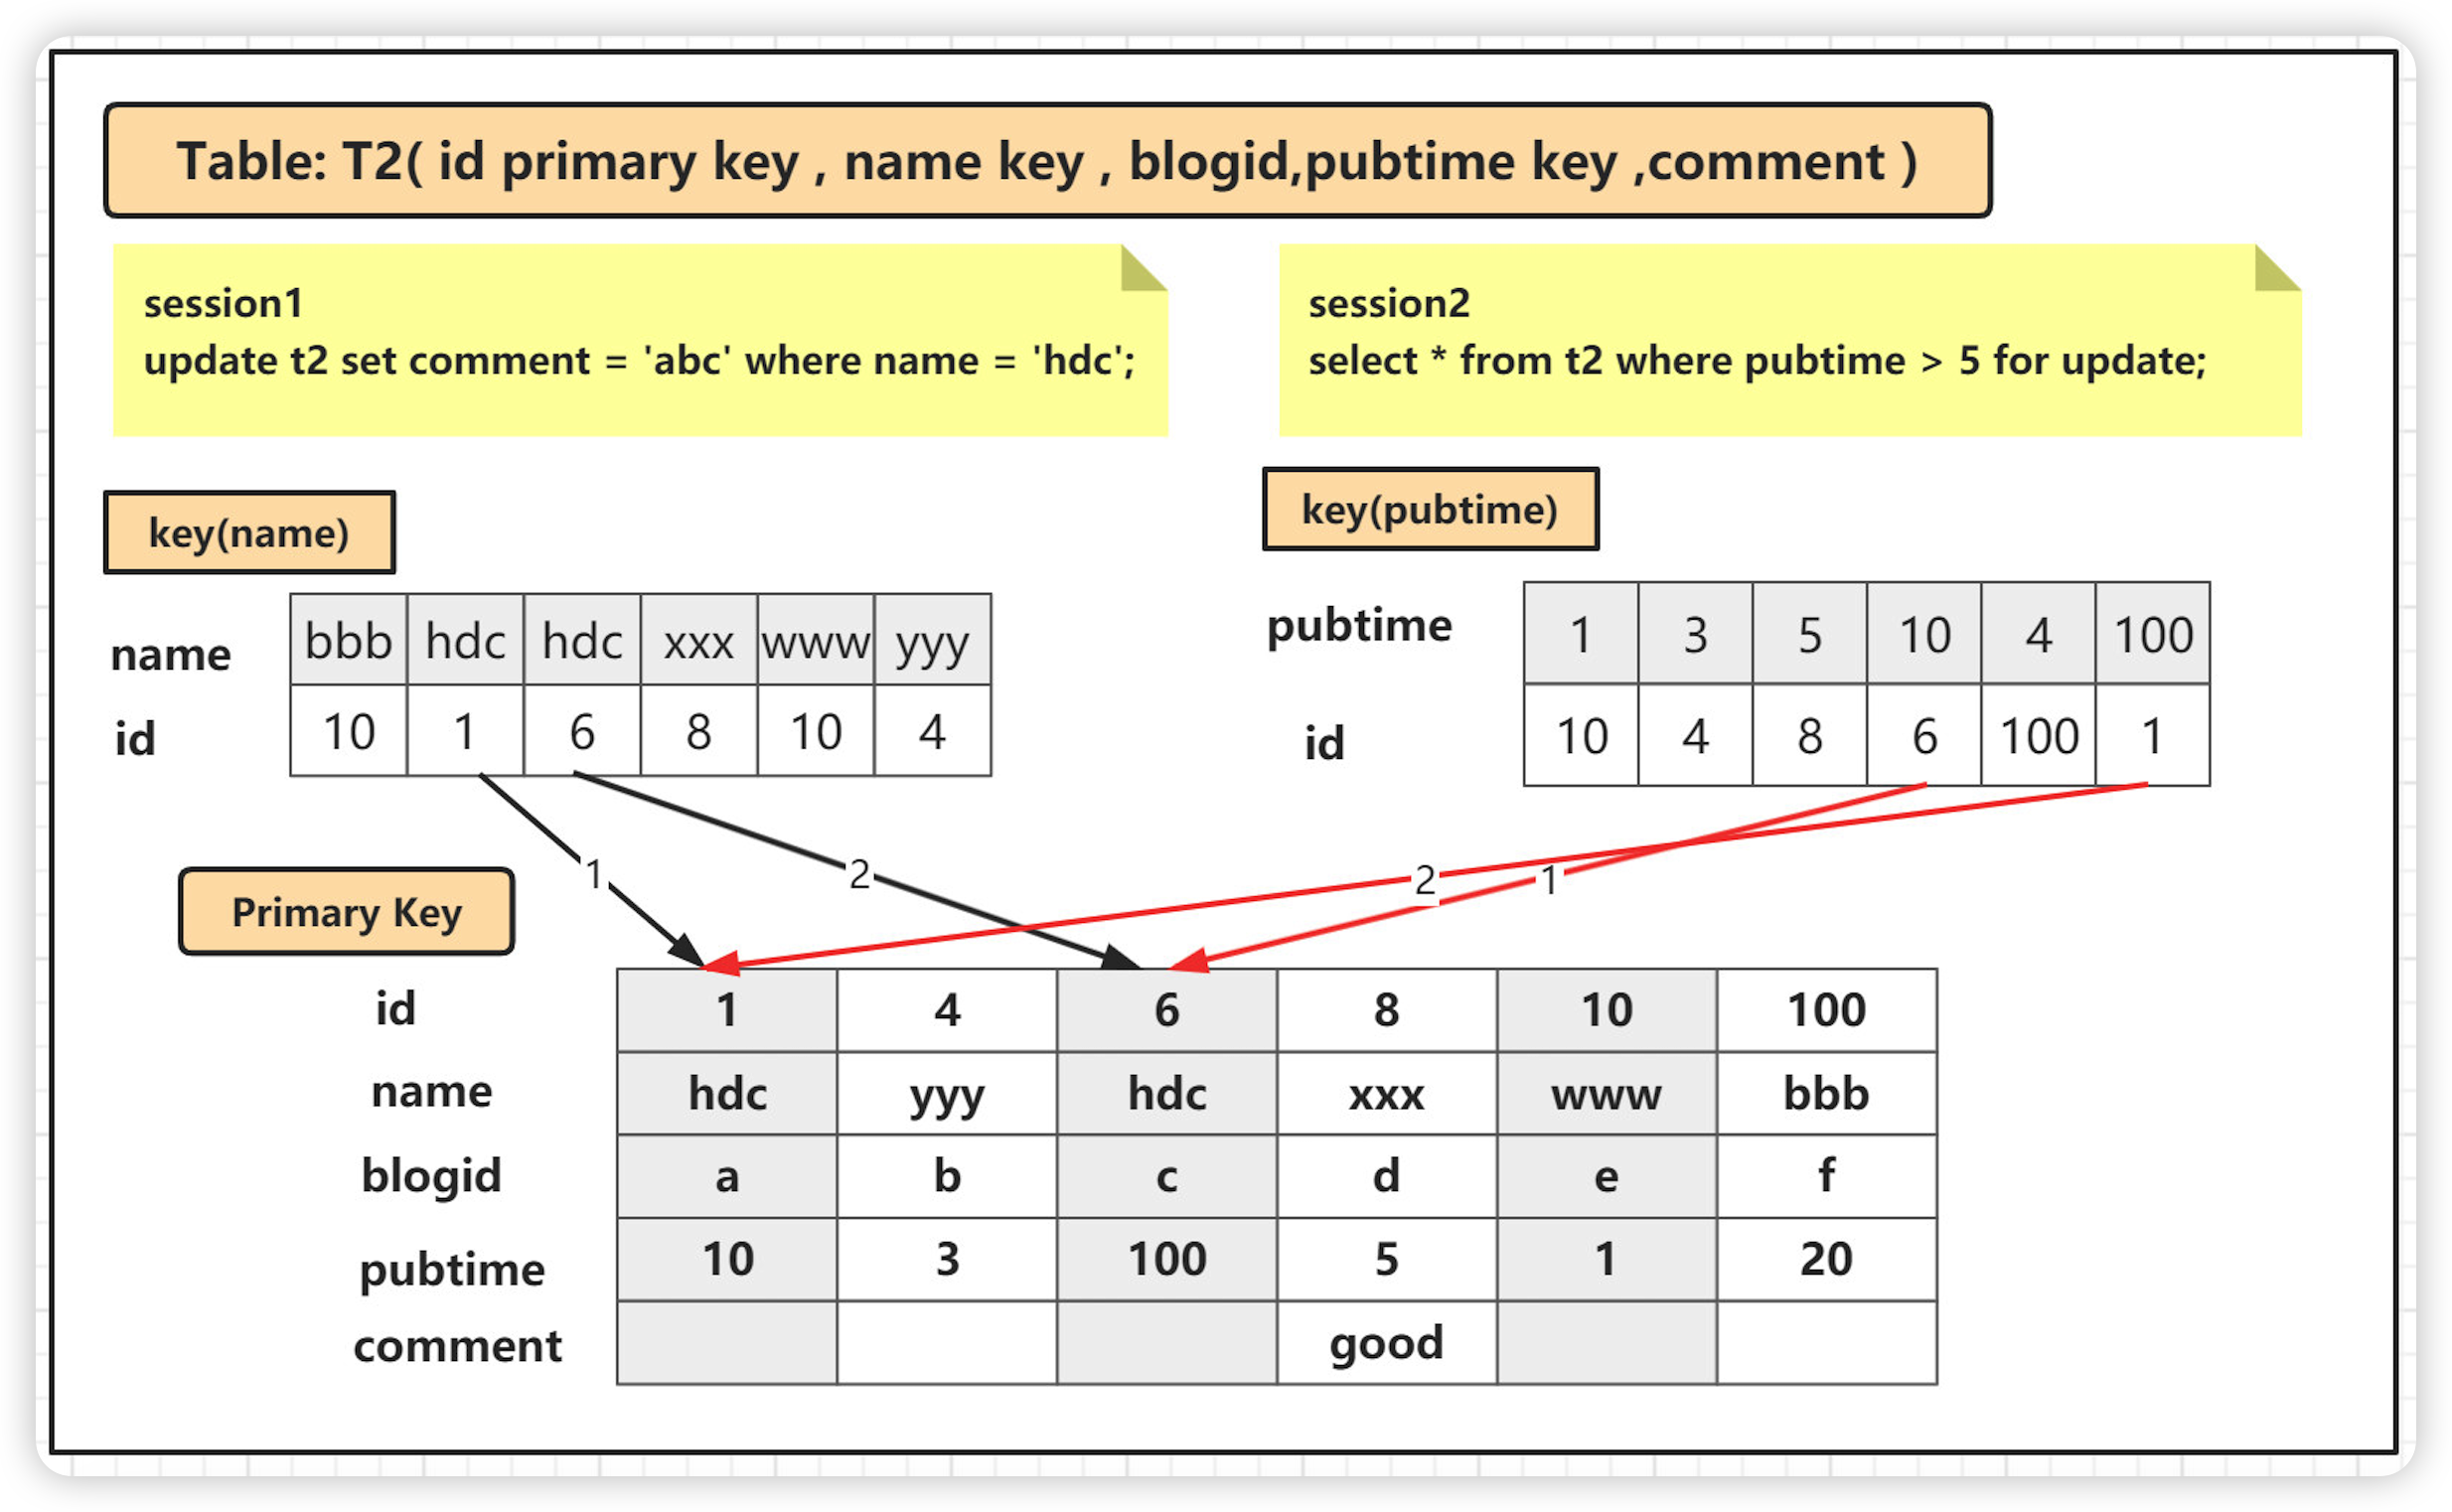 Table: T2( id primary key , name key , blogid,pubtime key ,comment )
session1
update t2 set comment = 'abc' where name = 'hdc';
session2
select * from t2 where pubtime > 5 for update;
key(name)
name bbb hdc hdc xxx www yyy
id 10 1 6 8 10 4
key(pubtime)
pubtime 1 3 5 10 4 100
id 10 4 8 6 100 1
1 2 2 1
Primary Key
id 1 4 6 8 10 100
name hdc yyy hdc xxx www bbb
blogid a b c d e f
pubtime 10 3 100 5 1 20
comment good